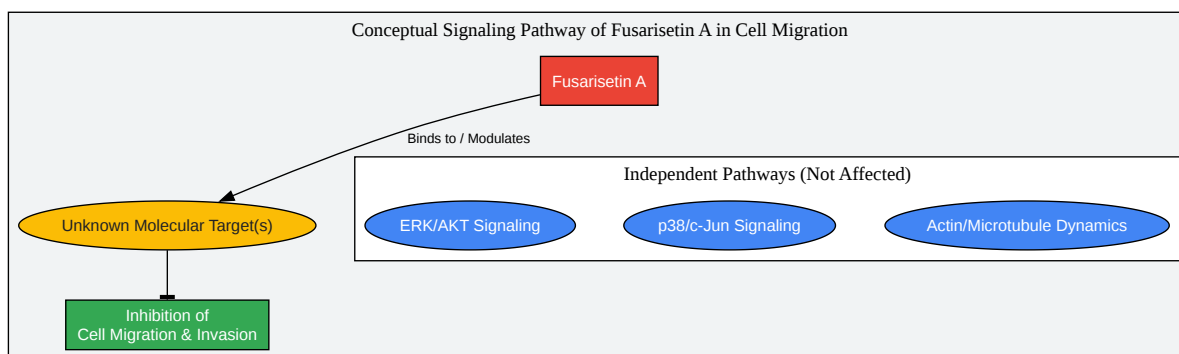 Conceptual Signaling Pathway of Fusarisetin A in Cell Migration
Fusarisetin A
Binds to / Modulates
Independent Pathways (Not Affected)
Unknown Molecular Target(s)
ERK/AKT Signaling
p38/c-Jun Signaling
Actin/Microtubule Dynamics
Inhibition of
Cell Migration & Invasion